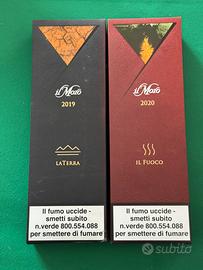 il Moro
2019
LATERRA
Il fumo uccide -
smetti subito
n.verde 800.554.088
per smettere di fumare
il Moro
2020
IL FUOCO
Il fumo uccide -
smetti subito
n.verde 800.554.088
per smettere di fumare
subito